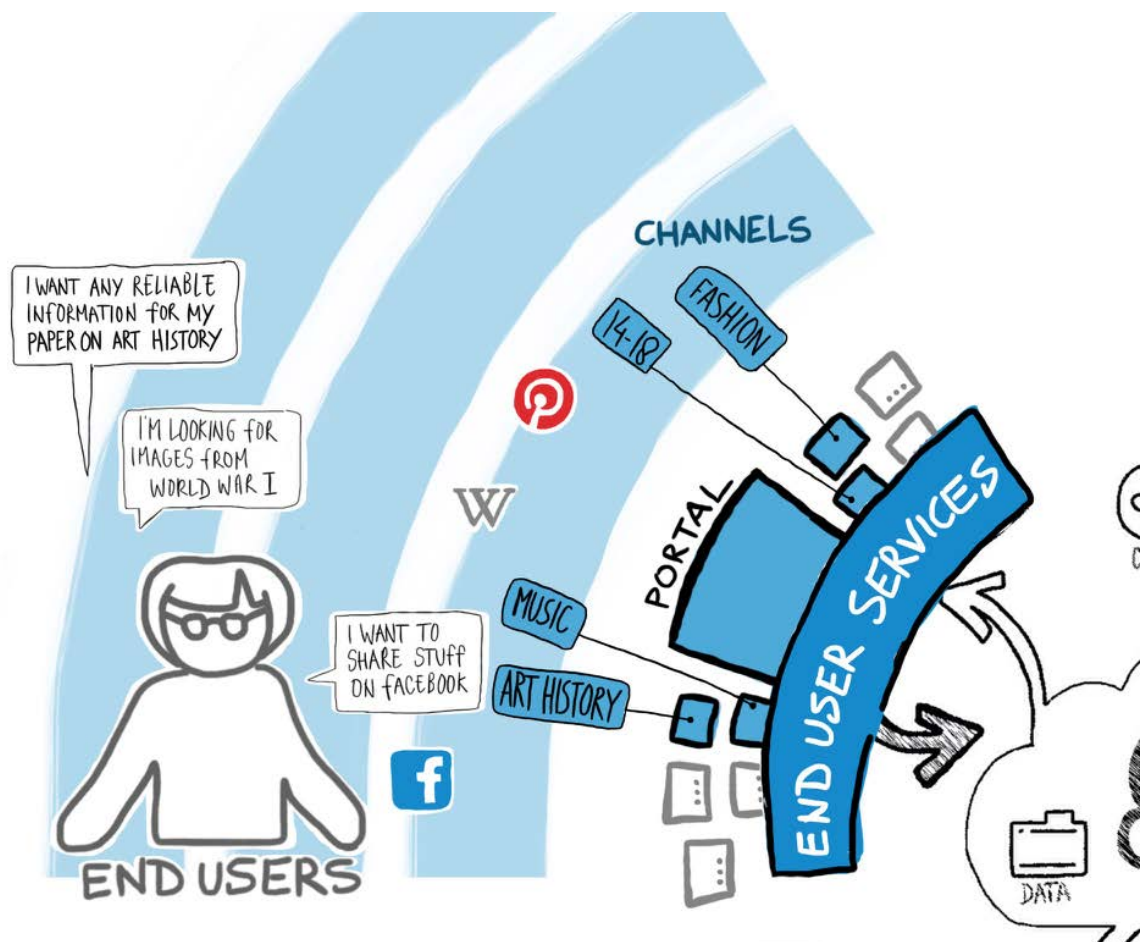 CHANNELS
I WANT ANY RELIABLE
INFORMATION for MY
PAPER ON ART HISTORY
FASHION
14-18
I'M LOOKING for
IMAGES fROM
WORLD WAR I
W
PORTAL
END USER SERVICES
MUSIC
I WANT TO
SHARE STUFF
ON fACEBOOK
ART HISTORY
f
END USERS
DATA